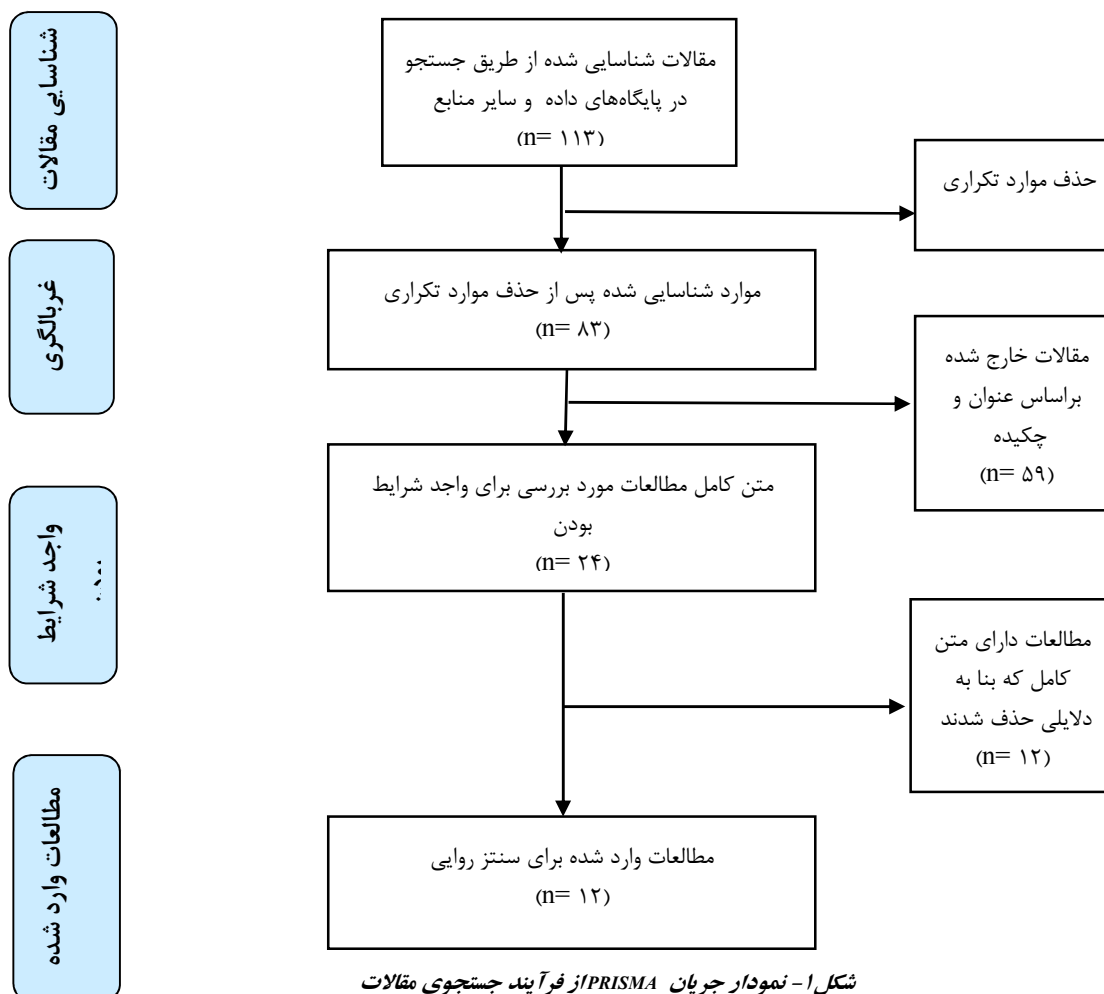 شناسایی مقالات
مقالات شناسایی شده از طریق جستجو
در پایگاه‌های داده و سایر منابع
(n= ۱۱۳)
حذف موارد تکراری
غربالگری
موارد شناسایی شده پس از حذف موارد تکراری
(n= ۸۳)
مقالات خارج شده
براساس عنوان و
چکیده
(n= ۵۹)
واجد شرایط
متن کامل مطالعات مورد بررسی برای واجد شرایط
بودن
(n= ۲۴)
مطالعات دارای متن
کامل که بنا به
دلایلی حذف شدند
(n= ۱۲)
مطالعات وارد شده
مطالعات وارد شده برای سنتز روایی
(n= ۱۲)
شکل۱- نمودار جریان PRISMA از فرآیند جستجوی مقالات